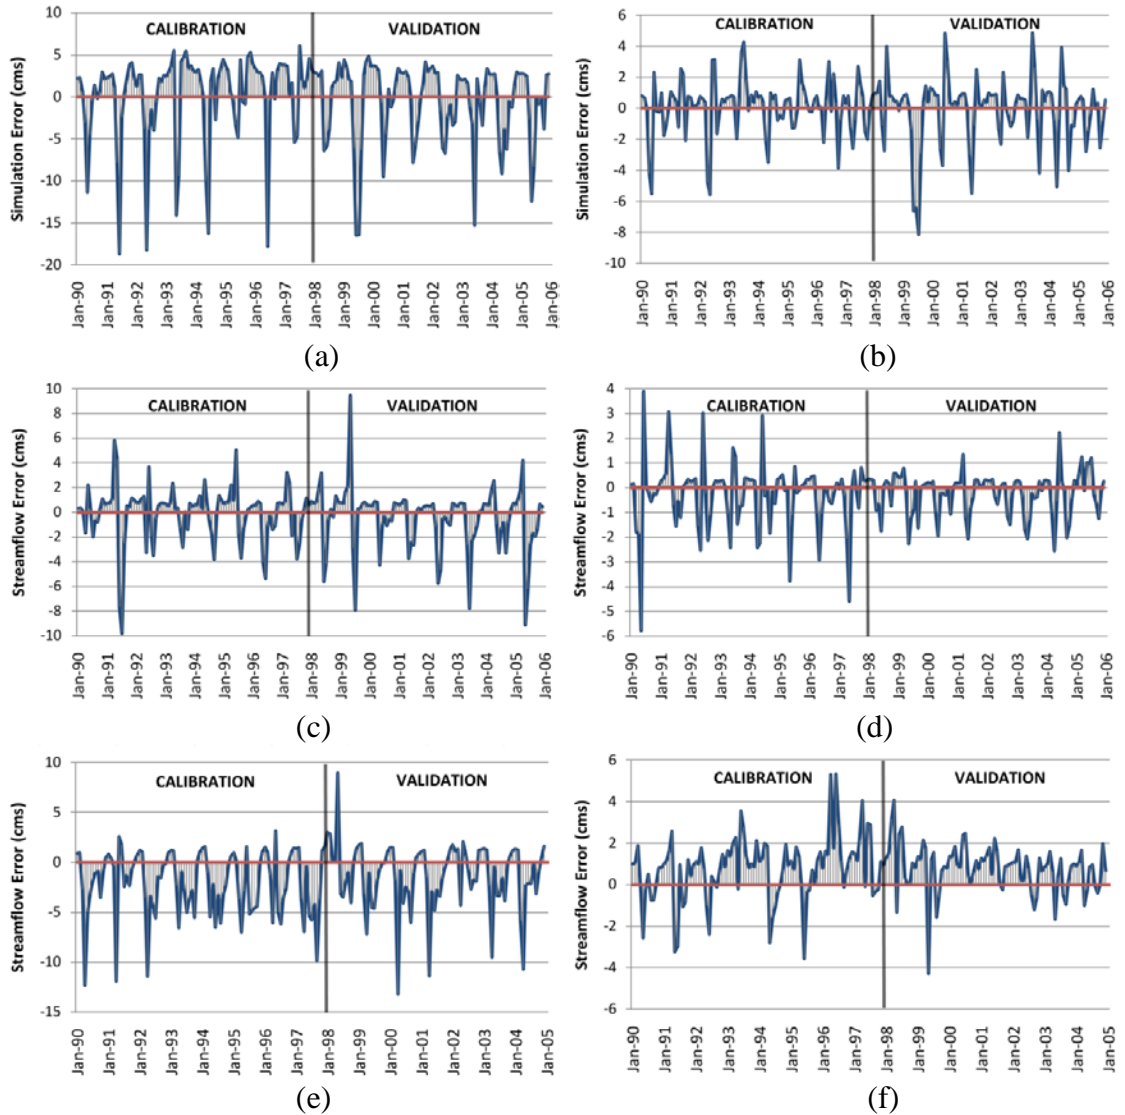 10
5
0
-5
-10
-15
-20
Simulation Error (cms)
CALIBRATION
VALIDATION
Jan-90
Jan-91
Jan-92
Jan-93
Jan-94
Jan-95
Jan-96
Jan-97
Jan-98
Jan-99
Jan-00
Jan-01
Jan-02
Jan-03
Jan-04
Jan-05
Jan-06
(a)
6
4
2
0
-2
-4
-6
-8
-10
Simulation Error (cms)
CALIBRATION
VALIDATION
Jan-90
Jan-91
Jan-92
Jan-93
Jan-94
Jan-95
Jan-96
Jan-97
Jan-98
Jan-99
Jan-00
Jan-01
Jan-02
Jan-03
Jan-04
Jan-05
Jan-06
(b)
10
8
6
4
2
0
-2
-4
-6
-8
-10
Streamflow Error (cms)
CALIBRATION
VALIDATION
Jan-90
Jan-91
Jan-92
Jan-93
Jan-94
Jan-95
Jan-96
Jan-97
Jan-98
Jan-99
Jan-00
Jan-01
Jan-02
Jan-03
Jan-04
Jan-05
Jan-06
(c)
4
3
2
1
0
-1
-2
-3
-4
-5
-6
Streamflow Error (cms)
CALIBRATION
VALIDATION
Jan-90
Jan-91
Jan-92
Jan-93
Jan-94
Jan-95
Jan-96
Jan-97
Jan-98
Jan-99
Jan-00
Jan-01
Jan-02
Jan-03
Jan-04
Jan-05
Jan-06
(d)
10
5
0
-5
-10
-15
Streamflow Error (cms)
CALIBRATION
VALIDATION
Jan-90
Jan-91
Jan-92
Jan-93
Jan-94
Jan-95
Jan-96
Jan-97
Jan-98
Jan-99
Jan-00
Jan-01
Jan-02
Jan-03
Jan-04
Jan-05
(e)
6
4
2
0
-2
-4
-6
Streamflow Error (cms)
CALIBRATION
VALIDATION
Jan-90
Jan-91
Jan-92
Jan-93
Jan-94
Jan-95
Jan-96
Jan-97
Jan-98
Jan-99
Jan-00
Jan-01
Jan-02
Jan-03
Jan-04
Jan-05
(f)